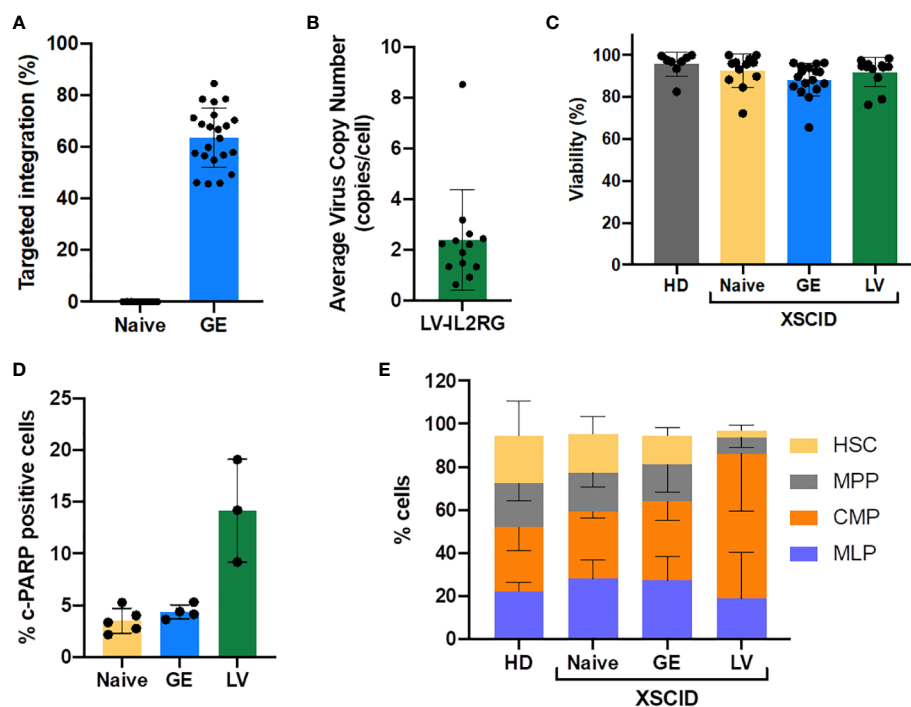 A
Targeted integration (%)
100
80
60
40
20
0
Naive
GE
B
Average Virus Copy Number
(copies/cell)
10
8
6
4
2
0
LV-IL2RG
C
Viability (%)
100
80
60
40
20
0
HD
Naive
GE
LV
XSCID
D
% c-PARP positive cells
25
20
15
10
5
0
Naive
GE
LV
E
% cells
120
100
80
60
40
20
0
HD
Naive
GE
LV
XSCID
HSC
MPP
CMP
MLP